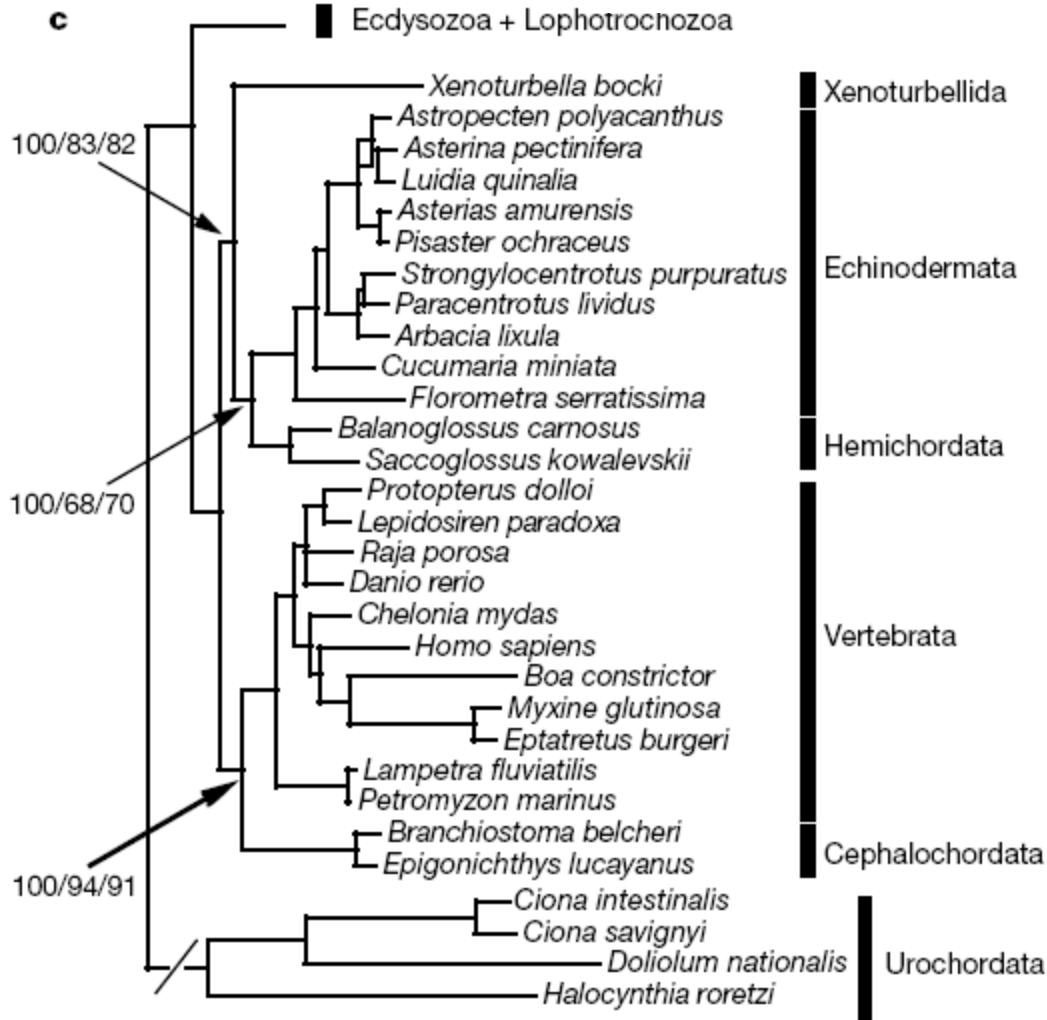 c
Ecdysozoa + Lophotrochozoa
Xenoturbella bocki
Xenoturbellida
Astropecten polyacanthus
100/83/82
Asterina pectinifera
Luidia quinalia
Asterias amurensis
Pisaster ochraceus
Echinodermata
Strongylocentrotus purpuratus
Paracentrotus lividus
Arbacia lixula
Cucumaria miniata
Florometra serratissima
Balanoglossus carnosus
Hemichordata
Saccoglossus kowalevskii
100/68/70
Protopterus dolloi
Lepidosiren paradoxa
Raja porosa
Danio rerio
Chelonia mydas
Vertebrata
Homo sapiens
Boa constrictor
Myxine glutinosa
Eptatretus burgeri
Lampetra fluviatilis
Petromyzon marinus
Branchiostoma belcheri
Cephalochordata
Epigonichthys lucayanus
100/94/91
Ciona intestinalis
Ciona savignyi
Doliolum nationalis
Urochordata
Halocynthia roretzi